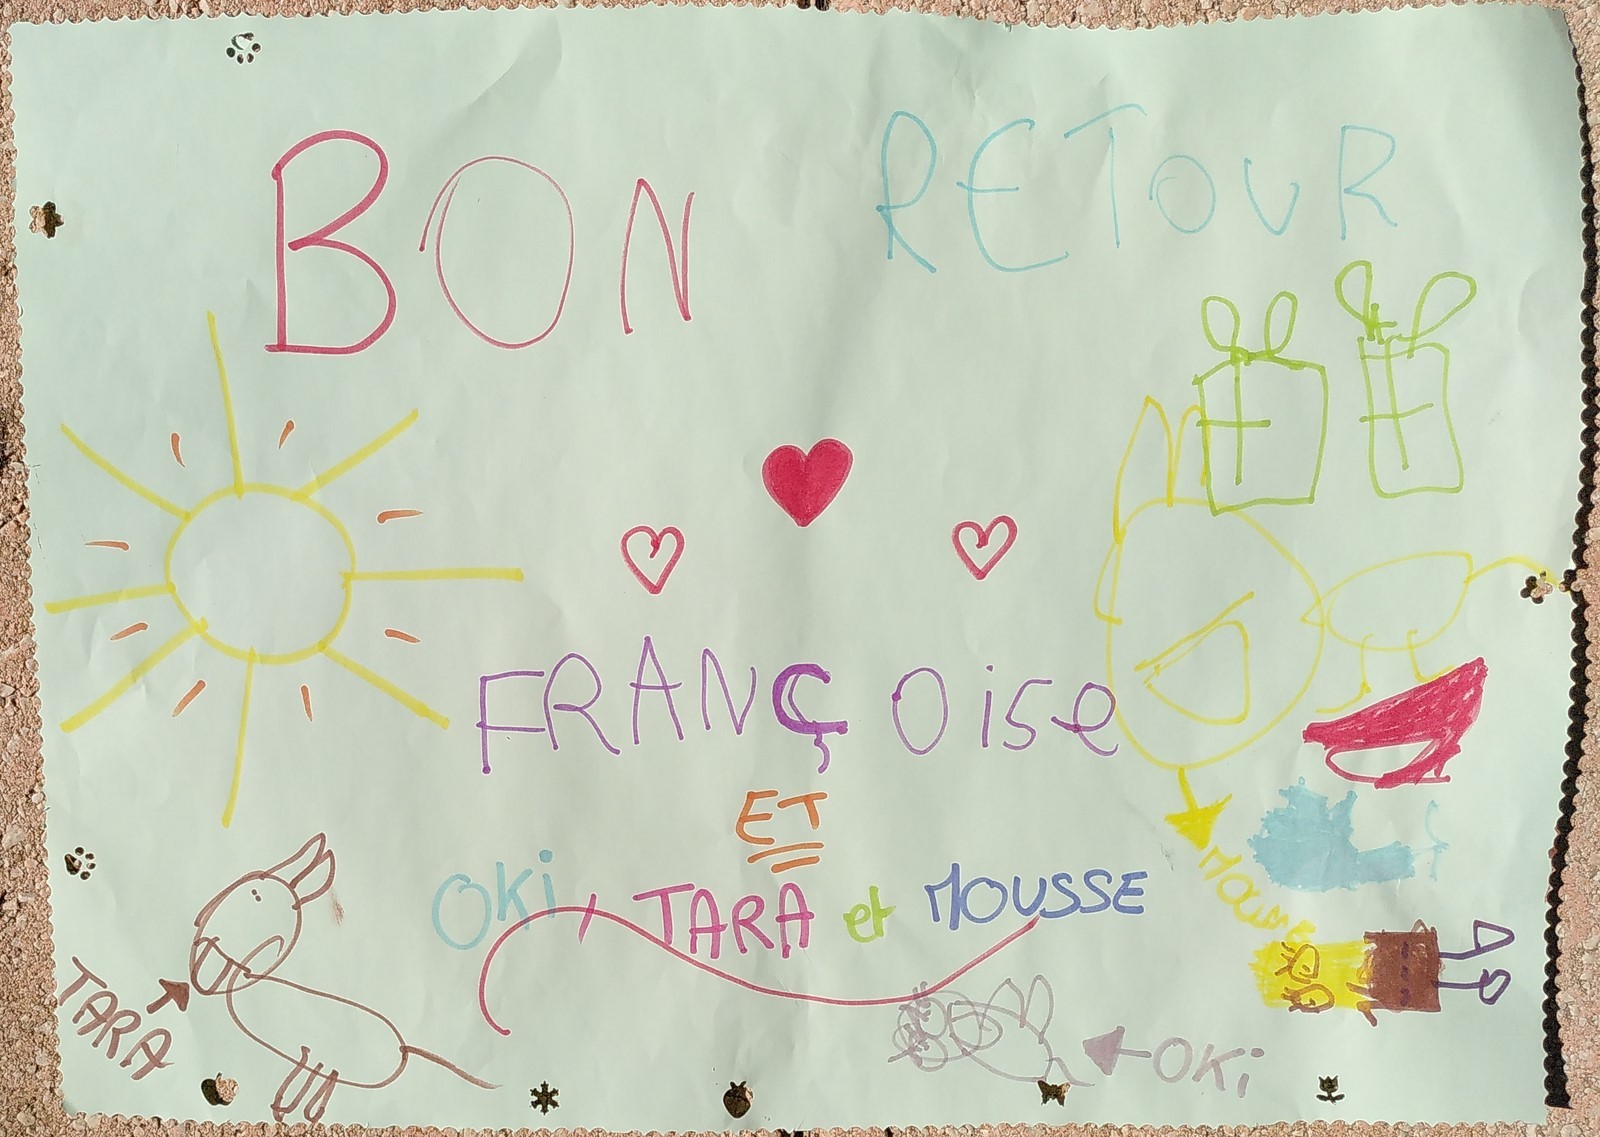 BON RETOUR
FRANÇOise
ET
OKi, TARA et MOUSSE
MOUSSE
TARA
OKi